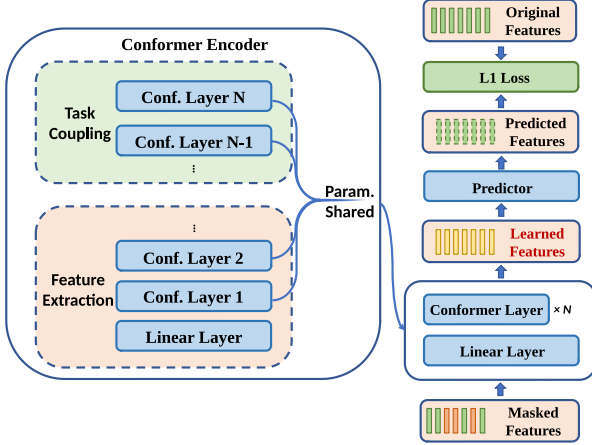 Conformer Encoder
Task
Coupling
Conf. Layer N
Conf. Layer N-1
...
Param.
Shared
...
Feature
Extraction
Conf. Layer 2
Conf. Layer 1
Linear Layer
Original
Features
L1 Loss
Predicted
Features
Predictor
Learned
Features
Conformer Layer × N
Linear Layer
Masked
Features